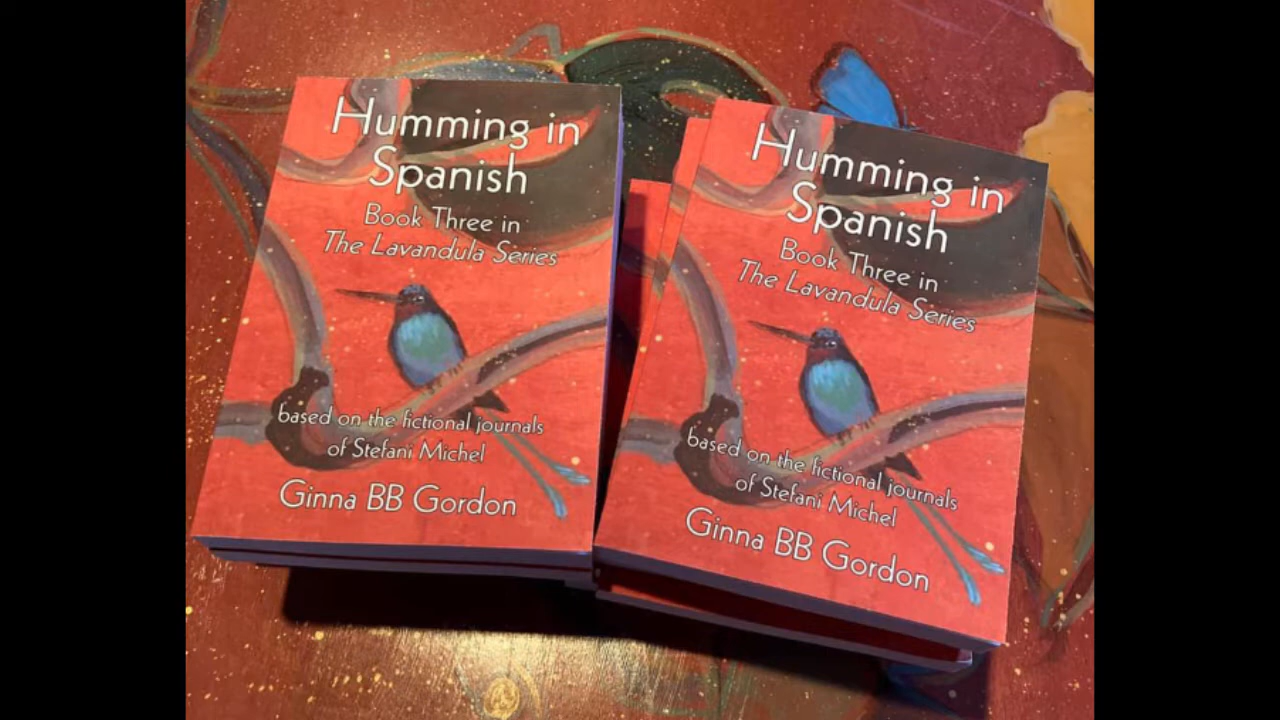 Humming in
Spanish
Book Three in
The Lavandula Series
based on the fictional journals
of Stefani Michel
Ginna BB Gordon
Humming in
Spanish
Book Three in
The Lavandula Series
based on the fictional journals
of Stefani Michel
Ginna BB Gordon